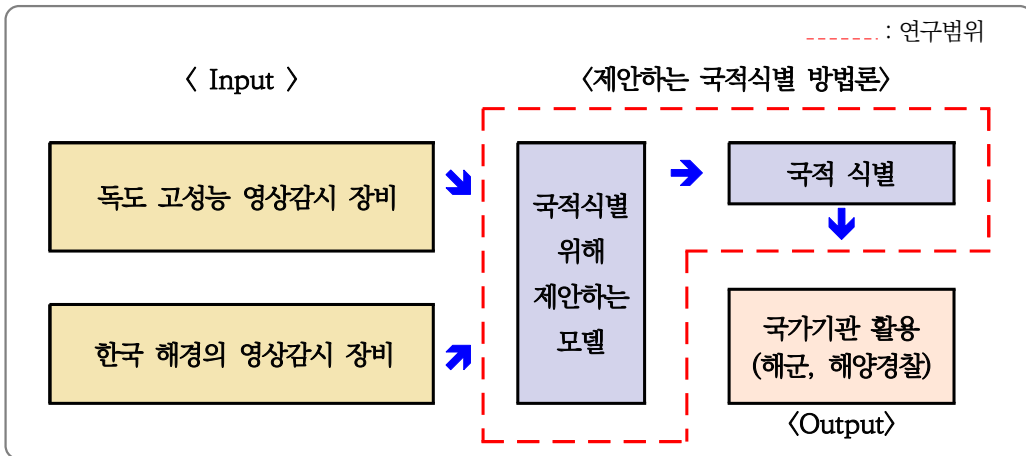 : 연구범위
〈 Input 〉
〈제안하는 국적식별 방법론〉
독도 고성능 영상감시 장비
한국 해경의 영상감시 장비
국적식별
위해
제안하는
모델
국적 식별
국가기관 활용
(해군, 해양경찰)
〈Output〉